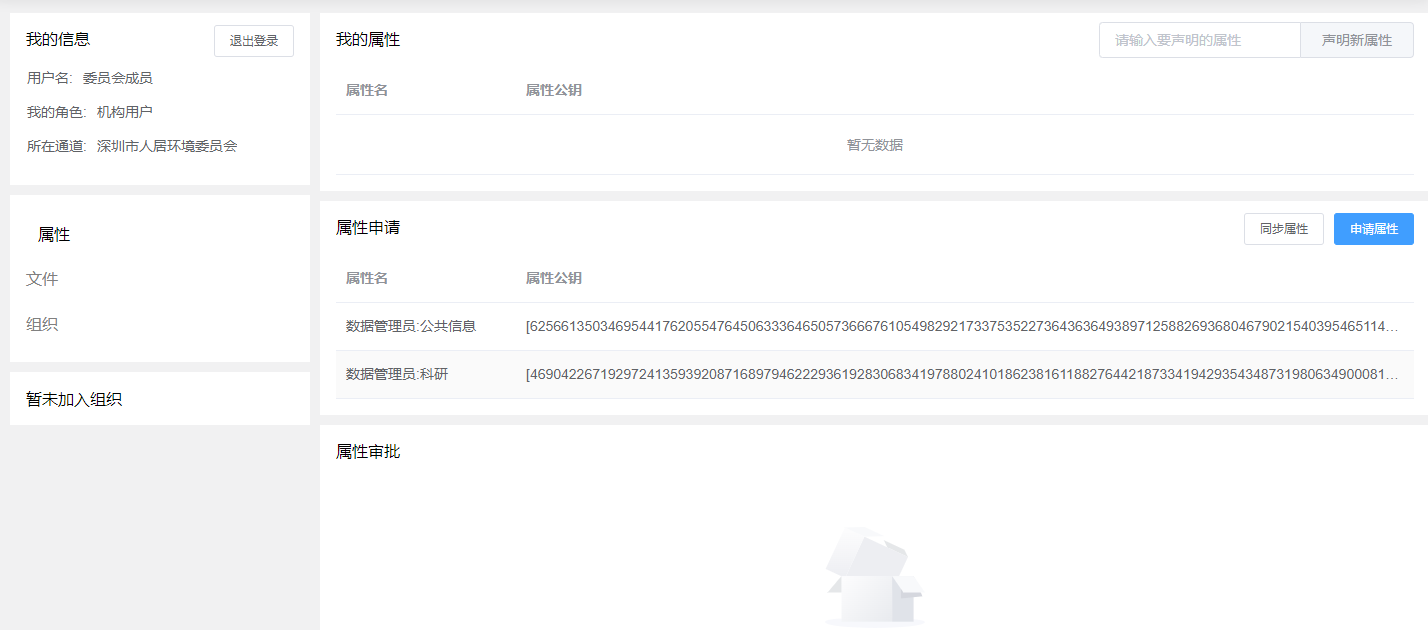 我的信息
退出登录
用户名: 委员会成员
我的角色: 机构用户
所在通道: 深圳市人居环境委员会
属性
文件
组织
暂未加入组织
我的属性
请输入要声明的属性
声明新属性
属性名 属性公钥
暂无数据
属性申请
同步属性
申请属性
属性名 属性公钥
数据管理员:公共信息 [6256613503469544176205547645063336465057366676105498292173375352273643636493897125882693680467902154039546511 4…
数据管理员:科研 [46904226719297241359392087168979462229361928306834197880241018623816118827644218733419429354348731980634900081…
属性审批